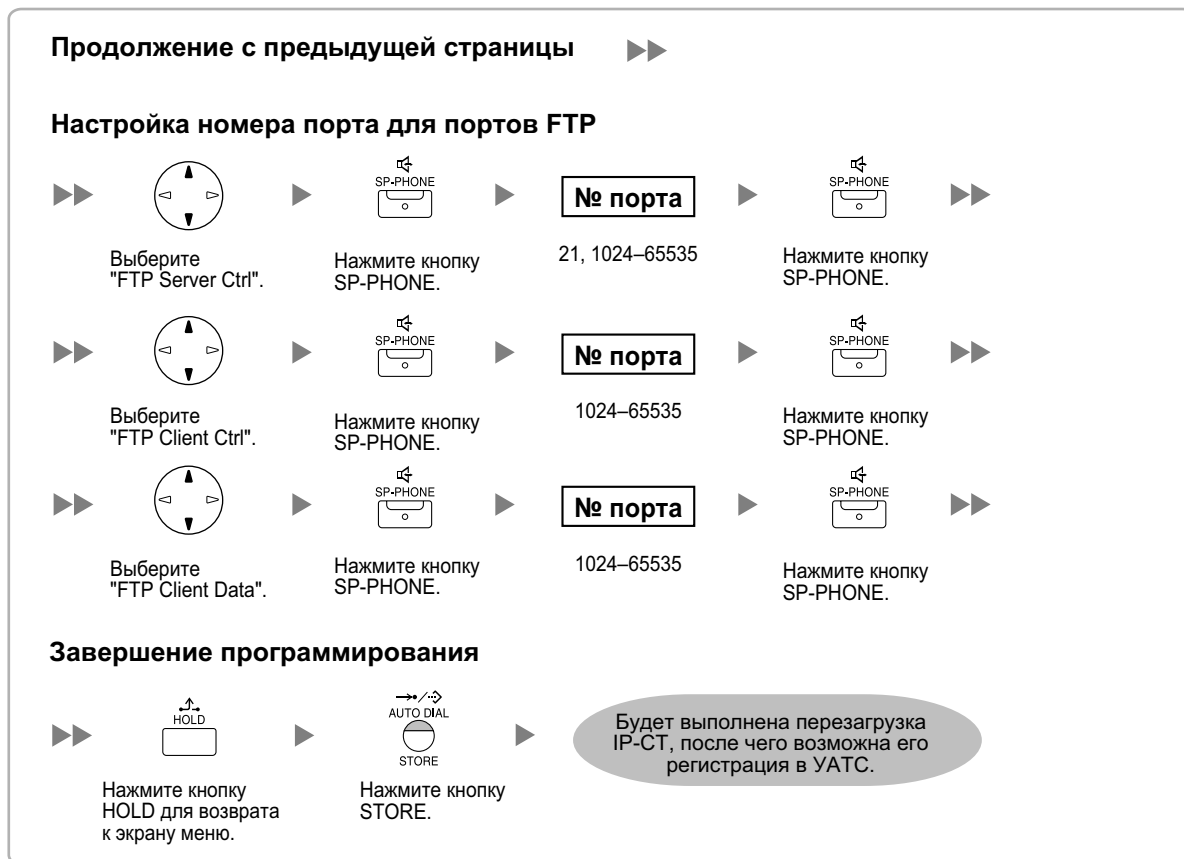 Продолжение с предыдущей страницы
Настройка номера порта для портов FTP
SP-PHONE
№ порта
SP-PHONE
Выберите
"FTP Server Ctrl".
Нажмите кнопку
SP-PHONE.
21, 1024–65535
Нажмите кнопку
SP-PHONE.
SP-PHONE
№ порта
SP-PHONE
Выберите
"FTP Client Ctrl".
Нажмите кнопку
SP-PHONE.
1024–65535
Нажмите кнопку
SP-PHONE.
SP-PHONE
№ порта
SP-PHONE
Выберите
"FTP Client Data".
Нажмите кнопку
SP-PHONE.
1024–65535
Нажмите кнопку
SP-PHONE.
Завершение программирования
HOLD
Нажмите кнопку
HOLD для возврата
к экрану меню.
AUTO DIAL
STORE
Нажмите кнопку
STORE.
Будет выполнена перезагрузка
IP-СТ, после чего возможна его
регистрация в УАТС.